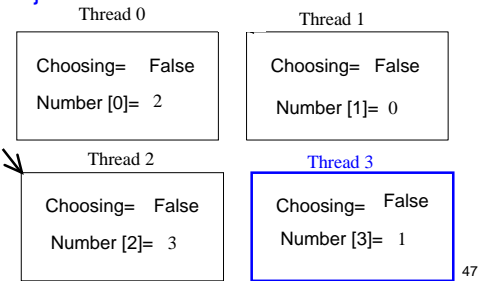 Thread 0
Thread 1
Choosing= False
Choosing= False
Number [0]= 2
Number [1]= 0
Thread 2
Thread 3
Choosing= False
Choosing= False
Number [2]= 3
Number [3]= 1
47